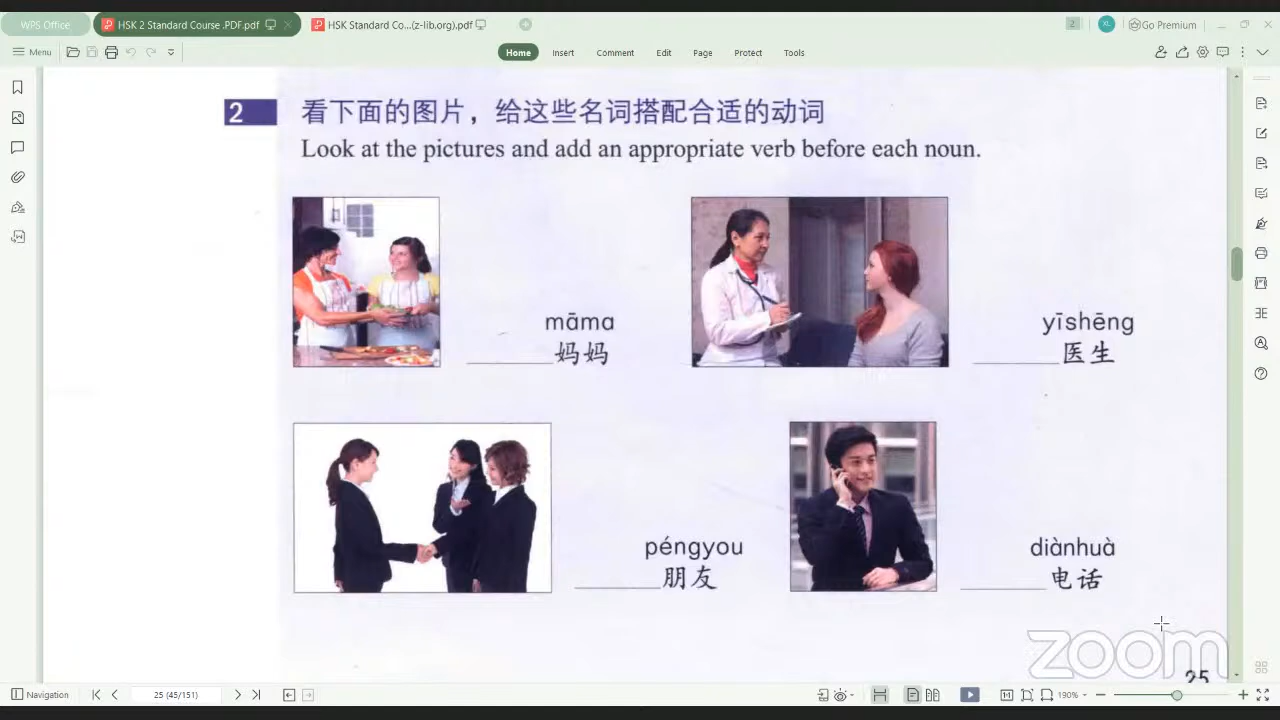 WPS Office
HSK 2 Standard Course .PDF.pdf
HSK Standard Co...(z-lib.org).pdf
2
XL
Go Premium
Menu
Home
Insert
Comment
Edit
Page
Protect
Tools
2
看下面的图片，给这些名词搭配合适的动词
Look at the pictures and add an appropriate verb before each noun.
māma
妈妈
yīshēng
医生
péngyou
朋友
diànhuà
电话
zoom
25
Navigation
25 (45/151)
190%